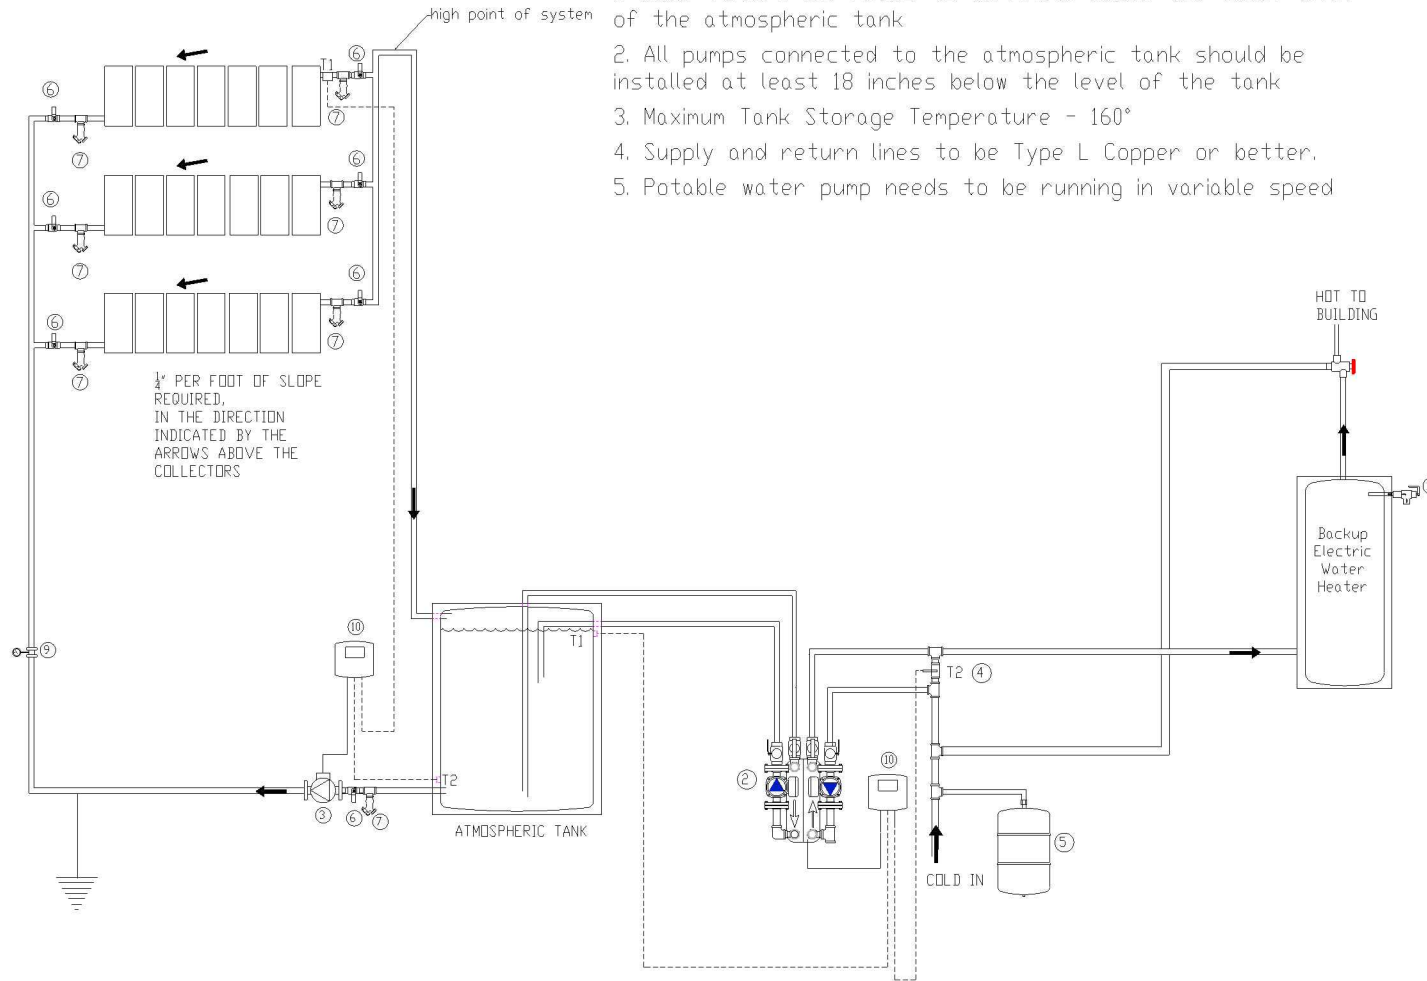 high point of system
of the atmospheric tank
2. All pumps connected to the atmospheric tank should be
installed at least 18 inches below the level of the tank
3. Maximum Tank Storage Temperature - 160°
4. Supply and return lines to be Type L Copper or better.
5. Potable water pump needs to be running in variable speed
T1
6
6
7
7
6
6
7
7
6
6
7
7
1/4" PER FOOT OF SLOPE
REQUIRED,
IN THE DIRECTION
INDICATED BY THE
ARROWS ABOVE THE
COLLECTORS
HOT TO
BUILDING
Backup
Electric
Water
Heater
9
10
T1
T2
4
T2
2
10
3
6
7
ATMOSPHERIC TANK
5
COLD IN